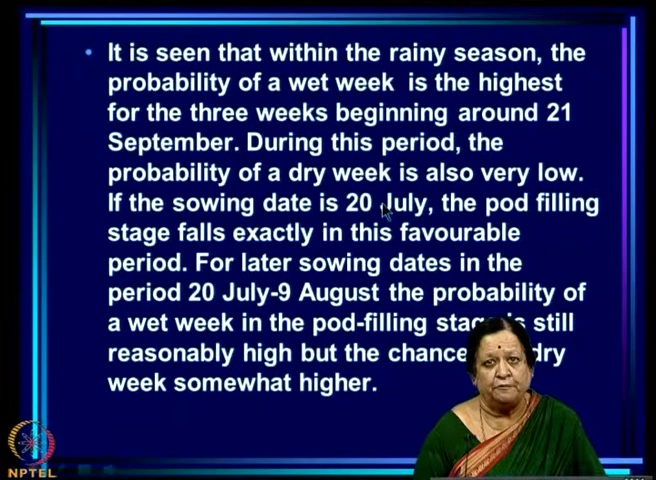 • It is seen that within the rainy season, the
probability of a wet week is the highest
for the three weeks beginning around 21
September. During this period, the
probability of a dry week is also very low.
If the sowing date is 20 July, the pod filling
stage falls exactly in this favourable
period. For later sowing dates in the
period 20 July-9 August the probability of
a wet week in the pod-filling stage is still
reasonably high but the chance dry
week somewhat higher.
NPTEL